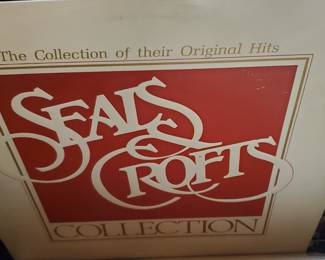 The Collection of their Original Hits
SEALS & CROFTS
COLLECTION